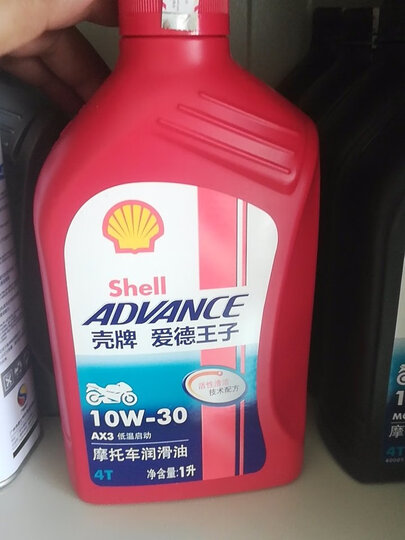 Shell
ADVANCE
壳牌 爱德王子
活性清洁
技术配方
10W-30
AX3 低温启动
摩托车润滑油
4T 净含量:1升